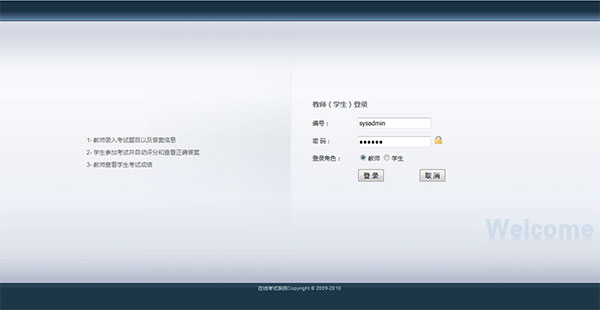 教师（学生）登录
编号：
sysadmin
密 码：
登录角色：
教师
学生
登 录
取 消
1- 教师录入考试题目以及答案信息
2- 学生参加考试并自动评分和查看正确答案
3- 教师查看学生考试成绩
Welcome
在线考试系统Copyright © 2009-2010